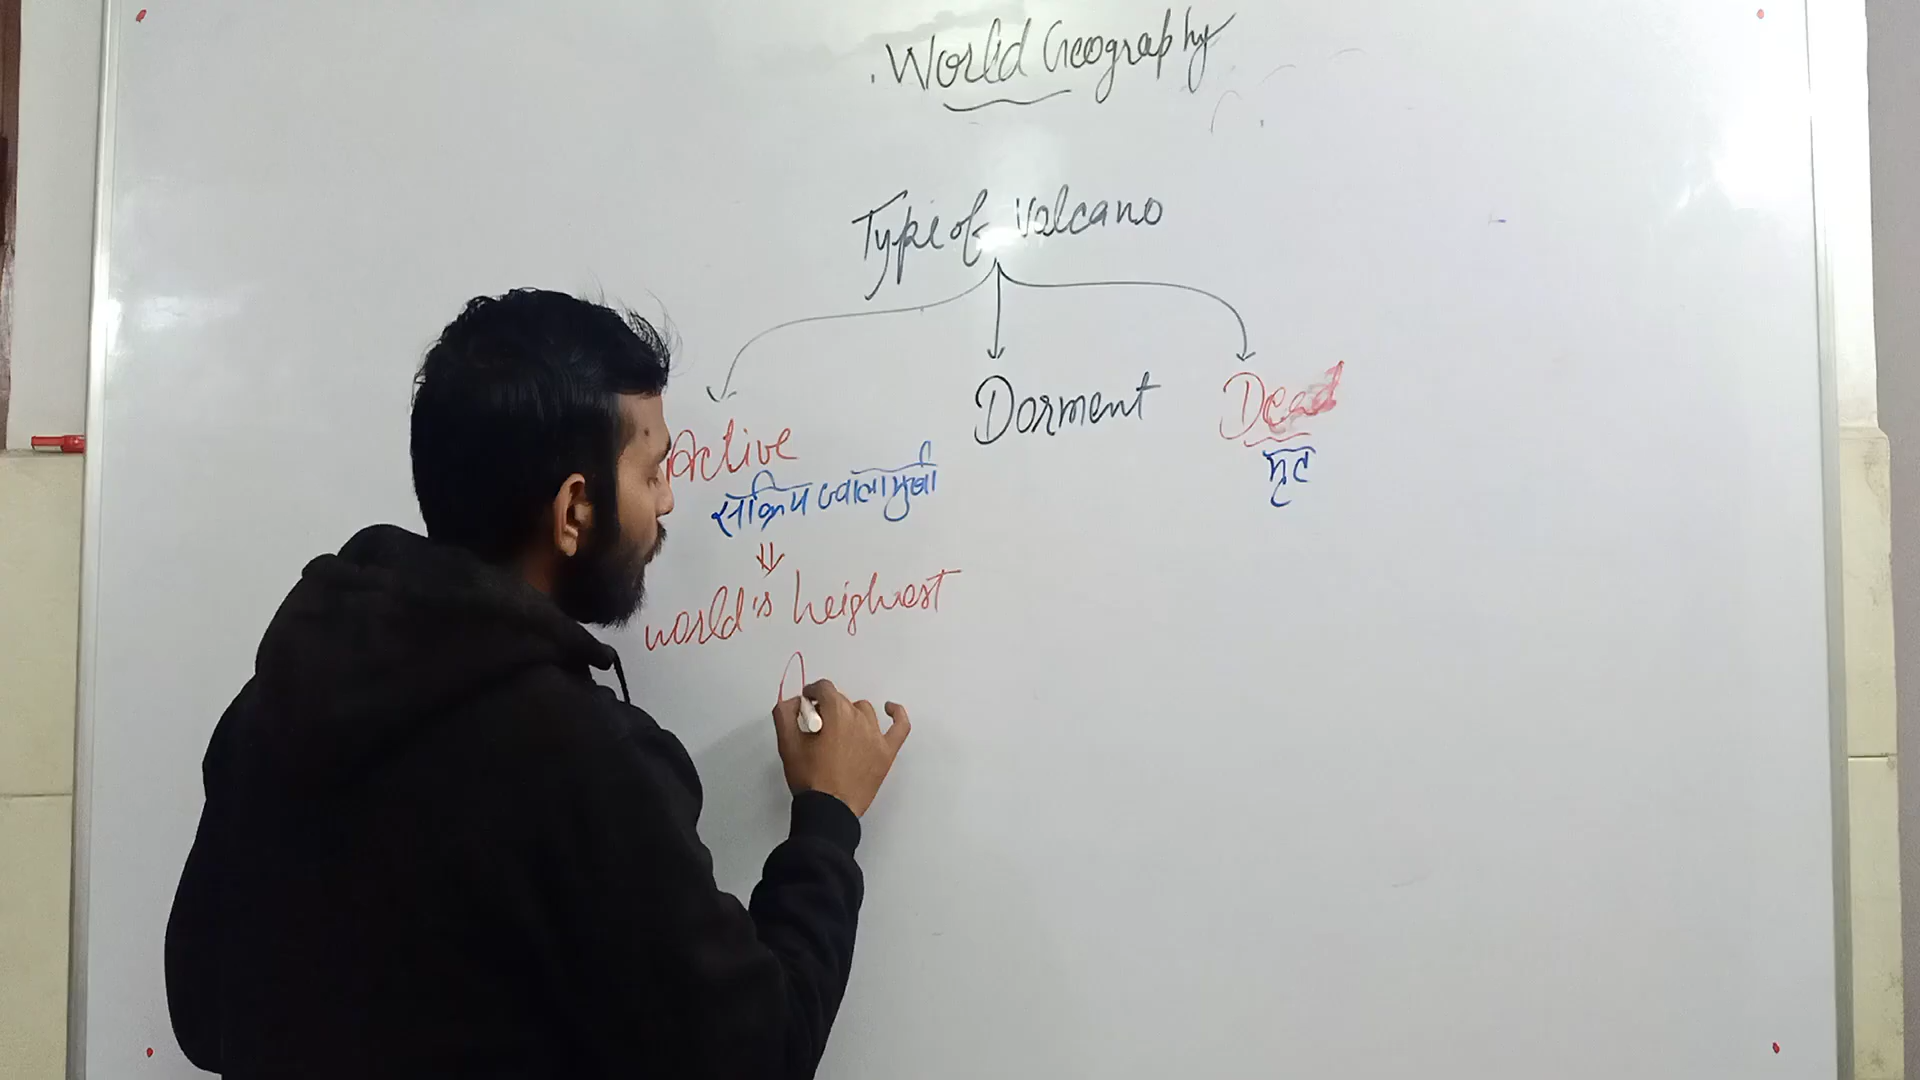 World Geography
Type of Volcano
Active
Dorment
Dead
सक्रिय ज्वालामुखी
मृत
world's heighest